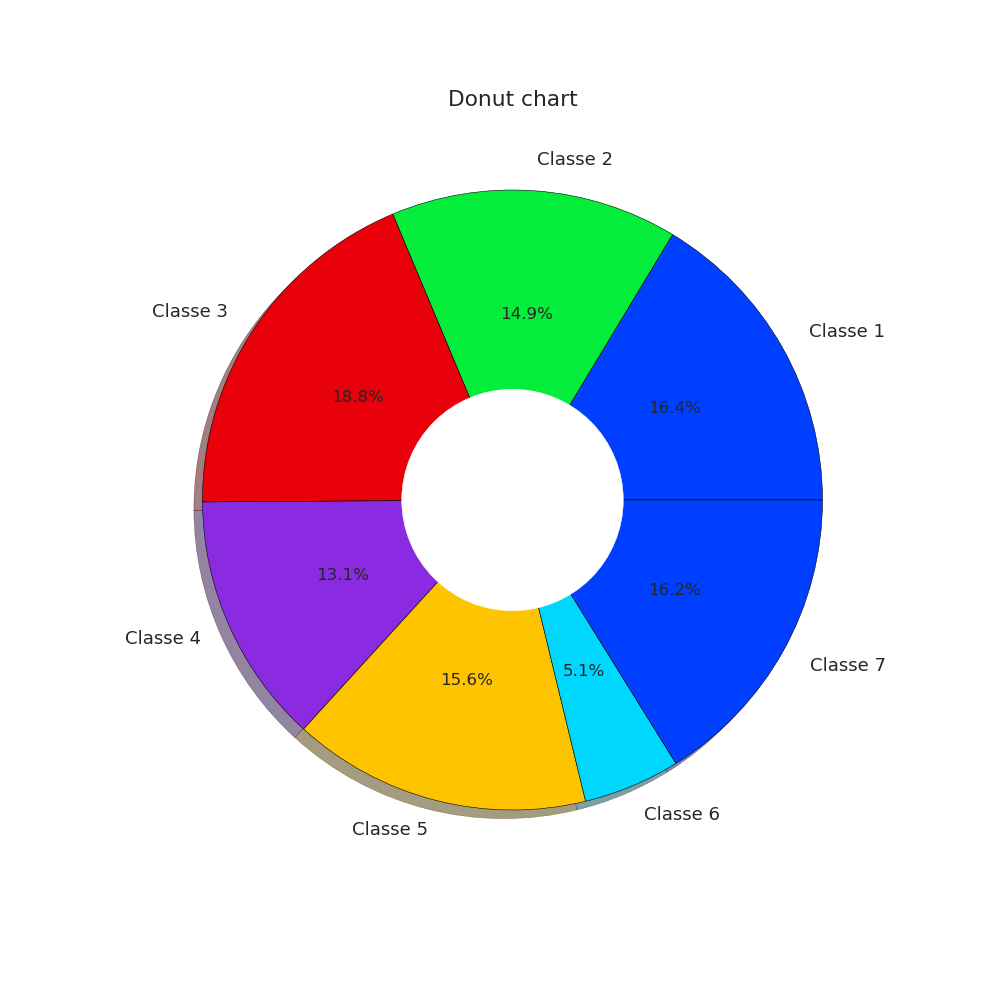 Donut chart
Classe 2
Classe 3
Classe 1
14.9%
18.8%
16.4%
13.1%
16.2%
Classe 4
15.6%
5.1%
Classe 7
Classe 5
Classe 6